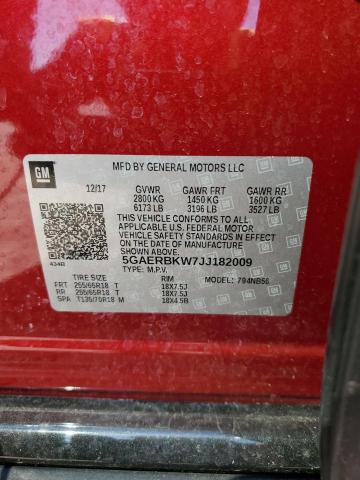 GM
MFD BY GENERAL MOTORS LLC
12/17 GVWR GAWR FRT GAWR RR
2800 KG 1450 KG 1600 KG
6173 LB 3196 LB 3527 LB
THIS VEHICLE CONFORMS TO ALL
APPLICABLE U.S. FEDERAL MOTOR
VEHICLE SAFETY STANDARDS IN EFFECT
ON THE DATE OF MANUFACTURE
SHOWN ABOVE.
434B 5GAERBKW7JJ182009
TYPE: M.P.V.
TIRE SIZE RIM MODEL: 794NB56
FRT 255/65R18 T 18X7.5J
RR 255/65R18 T 18X7.5J
SPA T135/70R18 M 18X4.5B
GM